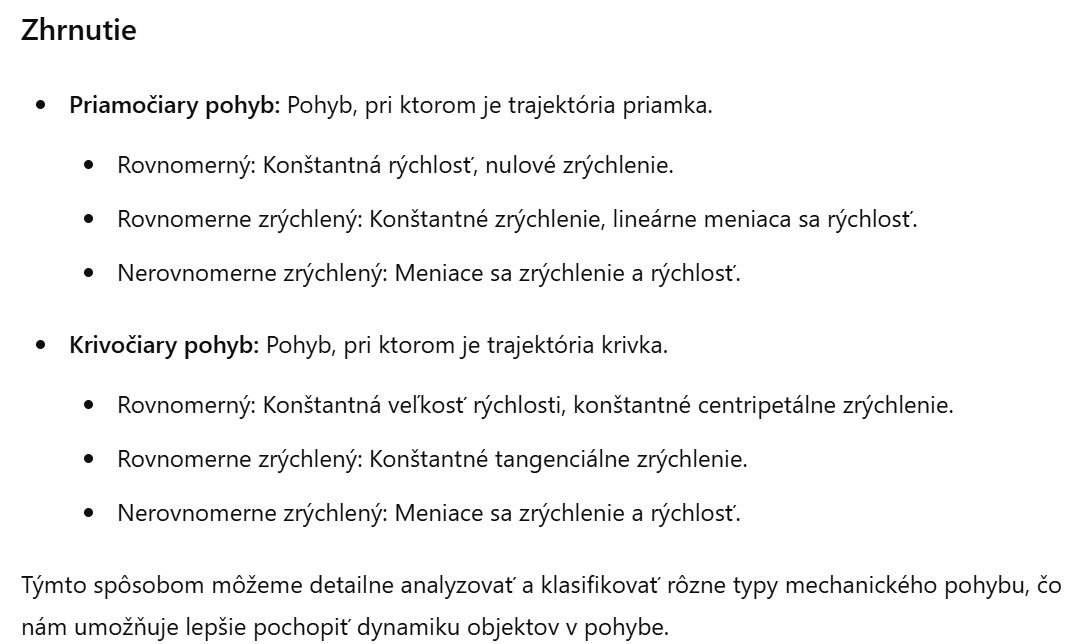 Zhrnutie
• Priamočiary pohyb: Pohyb, pri ktorom je trajektória priamka.
• Rovnomerný: Konštantná rýchlosť, nulové zrýchlenie.
• Rovnomerne zrýchlený: Konštantné zrýchlenie, lineárne meniaca sa rýchlosť.
• Nerovnomerne zrýchlený: Meniace sa zrýchlenie a rýchlosť.
• Krivočiary pohyb: Pohyb, pri ktorom je trajektória krivka.
• Rovnomerný: Konštantná veľkosť rýchlosti, konštantné centripetálne zrýchlenie.
• Rovnomerne zrýchlený: Konštantné tangenciálne zrýchlenie.
• Nerovnomerne zrýchlený: Meniace sa zrýchlenie a rýchlosť.
Týmto spôsobom môžeme detailne analyzovať a klasifikovať rôzne typy mechanického pohybu, čo
nám umožňuje lepšie pochopiť dynamiku objektov v pohybe.